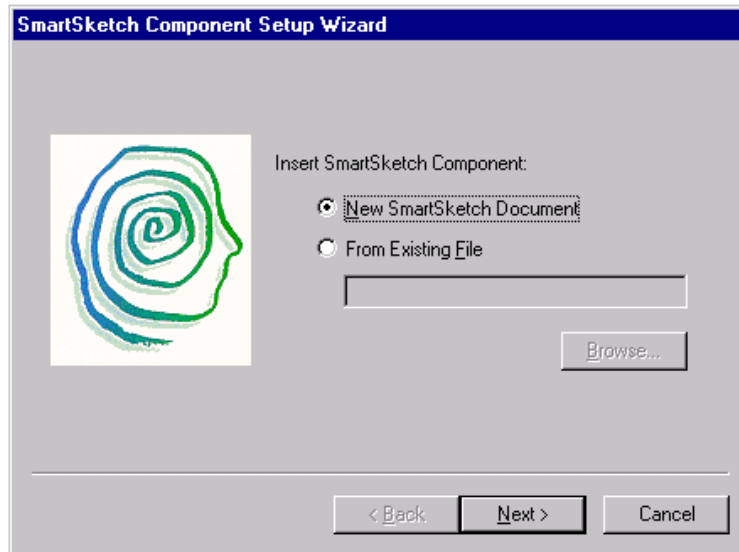 SmartSketch Component Setup Wizard
Insert SmartSketch Component:
New SmartSketch Document
From Existing File
Browse...
< Back Next > Cancel